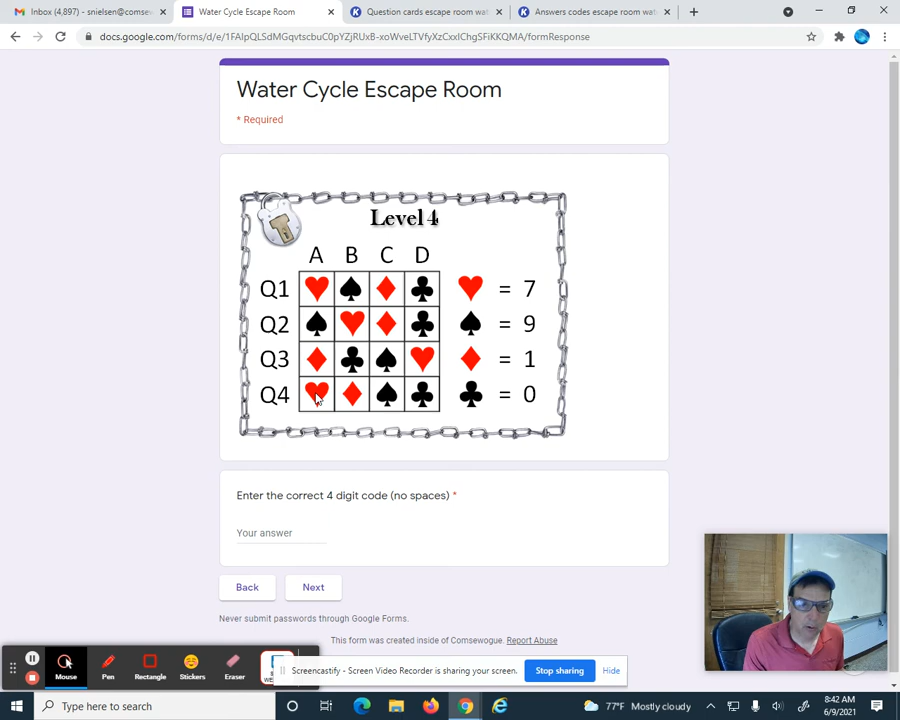 Inbox (4,897) - snielsen@comsew
Water Cycle Escape Room
Question cards escape room wat
Answers codes escape room wat
docs.google.com/forms/d/e/1FAIpQLSdMGqvtscbuC0pYZjRUxB-xoWveLTVfyXzCxxIChgSFiKKQMA/formResponse
Water Cycle Escape Room
* Required
Level 4
A B C D
Q1 = 7
Q2 = 9
Q3 = 1
Q4 = 0
Enter the correct 4 digit code (no spaces) *
Your answer
Back Next
Never submit passwords through Google Forms.
This form was created inside of Comsewogue. Report Abuse
Mouse Pen Rectangle Stickers Eraser
Screencastify - Screen Video Recorder is sharing your screen. Stop sharing Hide
Type here to search
77°F Mostly cloudy
8:42 AM
6/9/2021